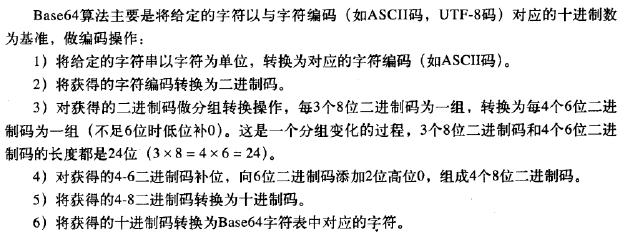 Base64算法主要是将给定的字符以与字符编码（如ASCII码，UTF-8码）对应的十进制数
为基准，做编码操作：
1）将给定的字符串以字符为单位，转换为对应的字符编码（如ASCII码）。
2）将获得的字符编码转换为二进制码。
3）对获得的二进制码做分组转换操作，每3个8位二进制码为一组，转换为每4个6位二进
制码为一组（不足6位时低位补0）。这是一个分组变化的过程，3个8位二进制码和4个6位二进
制码的长度都是24位（3×8=4×6=24）。
4）对获得的4-6二进制码补位，向6位二进制码添加2位高位0，组成4个8位二进制码。
5）将获得的4-8二进制码转换为十进制码。
6）将获得的十进制码转换为Base64字符表中对应的字符。